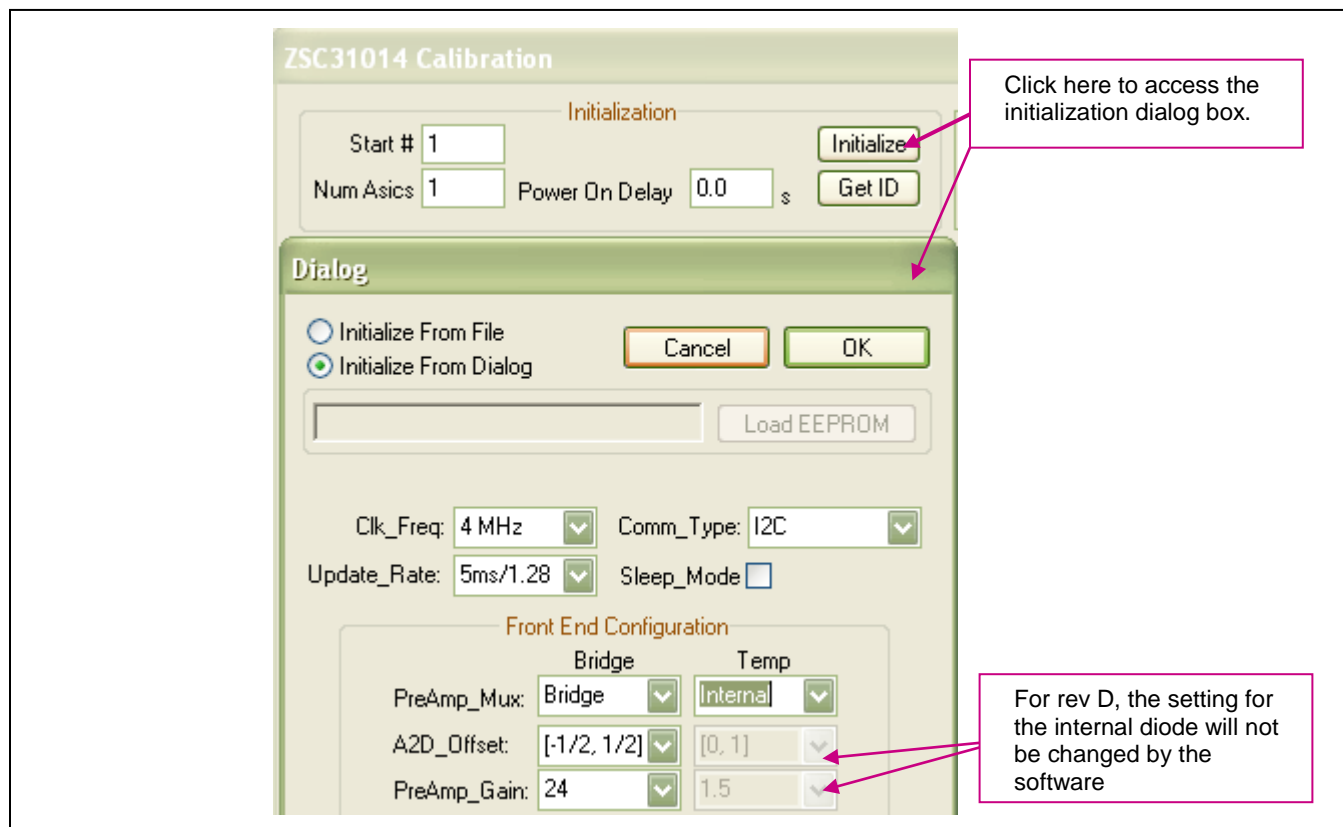 ZSC31014 Calibration
Click here to access the
initialization dialog box.
Initialization
Start # 1
Initialize
Num Asics 1 Power On Delay 0.0 s Get ID
Dialog
Initialize From File
Initialize From Dialog
Cancel OK
Load EEPROM
Clk_Freq: 4 MHz Comm_Type: I2C
Update_Rate: 5ms/1.28 Sleep_Mode
Front End Configuration
Bridge Temp
PreAmp_Mux: Bridge Internal
A2D_Offset: [-1/2, 1/2] [0, 1]
PreAmp_Gain: 24 1.5
For rev D, the setting for
the internal diode will not
be changed by the
software